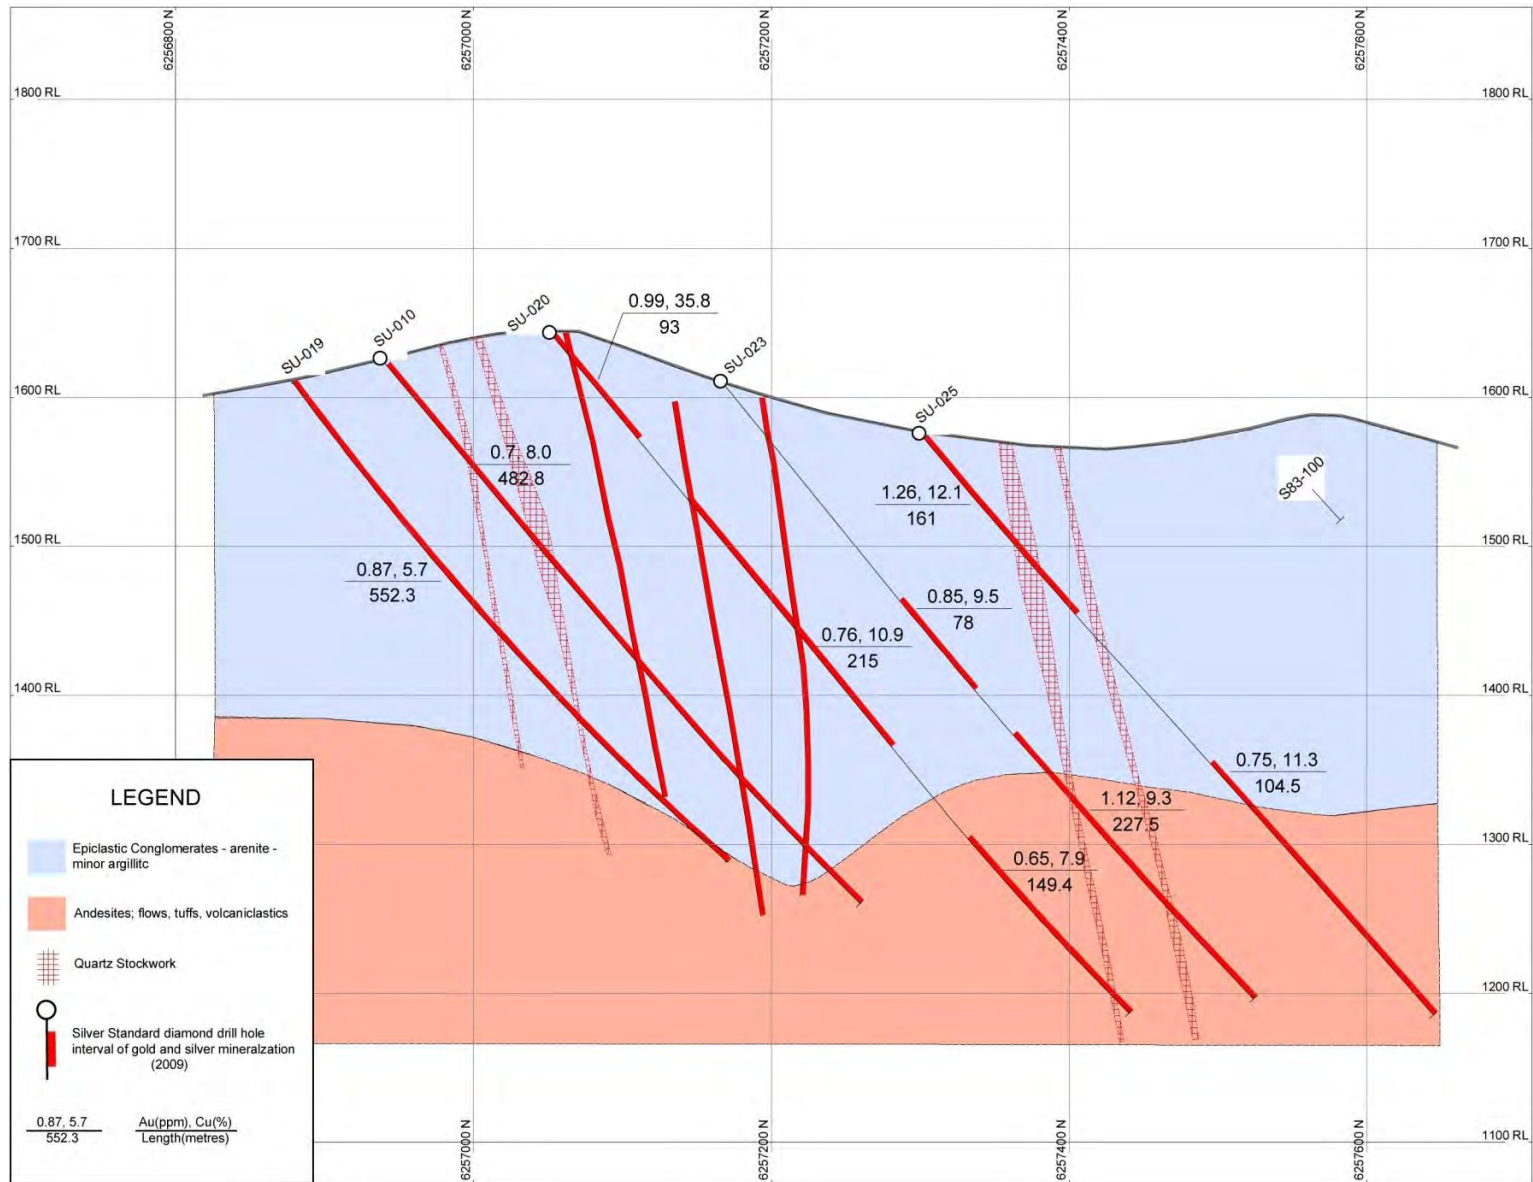 6256800 N
6257000 N
6257200 N
6257400 N
6257600 N
1800 RL
1800 RL
1700 RL
1700 RL
SU-019
SU-010
SU-020
0.99, 35.8
93
SU-023
SU-025
1600 RL
1600 RL
0.7, 8.0
482.8
1.26, 12.1
161
S83-100
1500 RL
1500 RL
0.87, 5.7
552.3
0.85, 9.5
78
0.76, 10.9
215
1400 RL
1400 RL
0.75, 11.3
104.5
1.12, 9.3
227.5
0.65, 7.9
149.4
1300 RL
1200 RL
1100 RL
LEGEND
Epiclastic Conglomerates - arenite -
minor argillitc
Andesites; flows, tuffs, volcaniclastics
Quartz Stockwork
Silver Standard diamond drill hole
interval of gold and silver mineralzation
(2009)
0.87, 5.7
552.3
Au(ppm), Cu(%)
Length(metres)
6257000 N
6257200 N
6257400 N
6257600 N